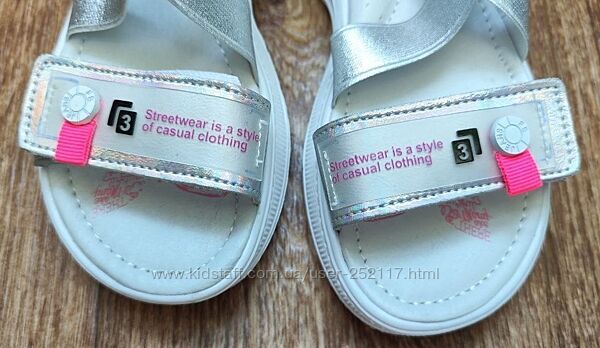 3
Streetwear is a style
of casual clothing
Streetwear is a style
of casual clothing
3
www.kidstaff.com.ua/user-252117.html